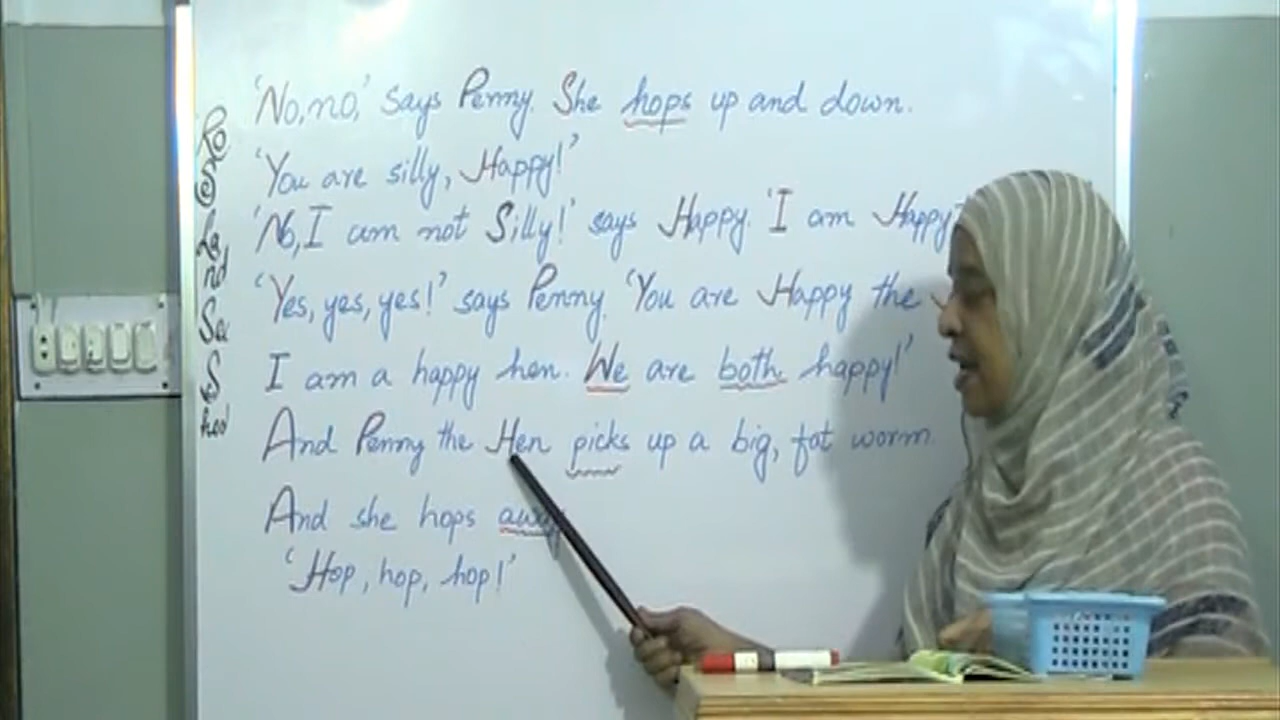 'No, no,' says Penny. She hops up and down.
'You are silly, Happy!'
'No, I am not Silly!' says Happy. 'I am Happy
'Yes, yes, yes!' says Penny. 'You are Happy the
I am a happy hen. We are both happy!'
And Penny the Hen picks up a big, fat worm.
And she hops away
'Hop, hop, hop!'